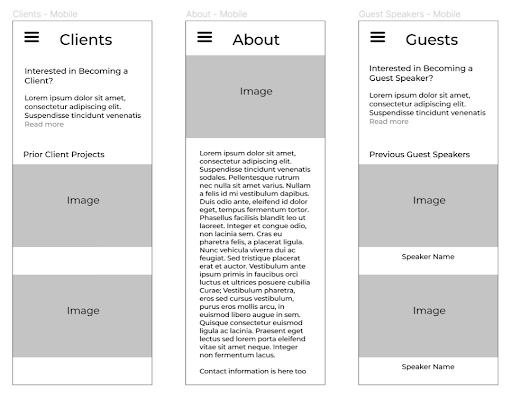 Clients - Mobile
Clients
Interested in Becoming a
Client?
Lorem ipsum dolor sit amet,
consectetur adipiscing elit.
Suspendisse tincidunt venenatis
Read more
Prior Client Projects
Image
Image
About - Mobile
About
Image
Lorem ipsum dolor sit amet,
consectetur adipiscing elit.
Pellentesque rutrum
nec nulla sit amet varius. Nullam
a felis id mi vestibulum dapibus.
Duis odio ante, eleifend id dolor
eget, tempus fermentum tortor.
Phasellus facilisis blandit leo ut
laoreet. Integer et congue odio,
non lacinia sem. Cras eu
pharetra felis, a placerat ligula.
Nunc vehicula viverra dui ac
feugiat. Sed tristique placerat
erat et auctor. Vestibulum ante
ipsum primis in faucibus orci
luctus et ultrices posuere cubilia
Curae; Vestibulum pharetra,
eros sed cursus vestibulum,
purus eros mollis arcu, in
euismod libero augue in sem.
Quisque consectetur euismod
ligula ac lacinia. Praesent eget
lectus sed lorem porta eleifend
vitae sit amet neque. Integer
non fermentum lacus.
Contact information is here too
Guest Speakers - Mobile
Guests
Interested in Becoming a
Guest Speaker?
Lorem ipsum dolor sit amet,
consectetur adipiscing elit.
Suspendisse tincidunt venenatis
Read more
Previous Guest Speakers
Image
Speaker Name
Image
Speaker Name